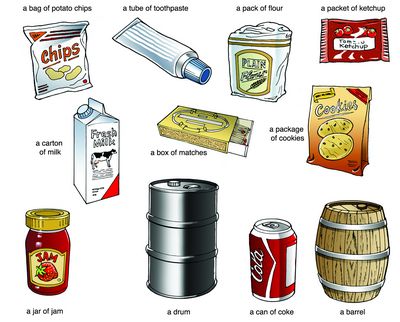 a bag of potato chips
a tube of toothpaste
a pack of flour
a packet of ketchup
Chips
PLAIN
Flour
Tomato
Ketchup
a carton
of milk
Fresh
Milk
a box of matches
a package
of cookies
Cookies
JAM
Cola
a jar of jam
a drum
a can of coke
a barrel